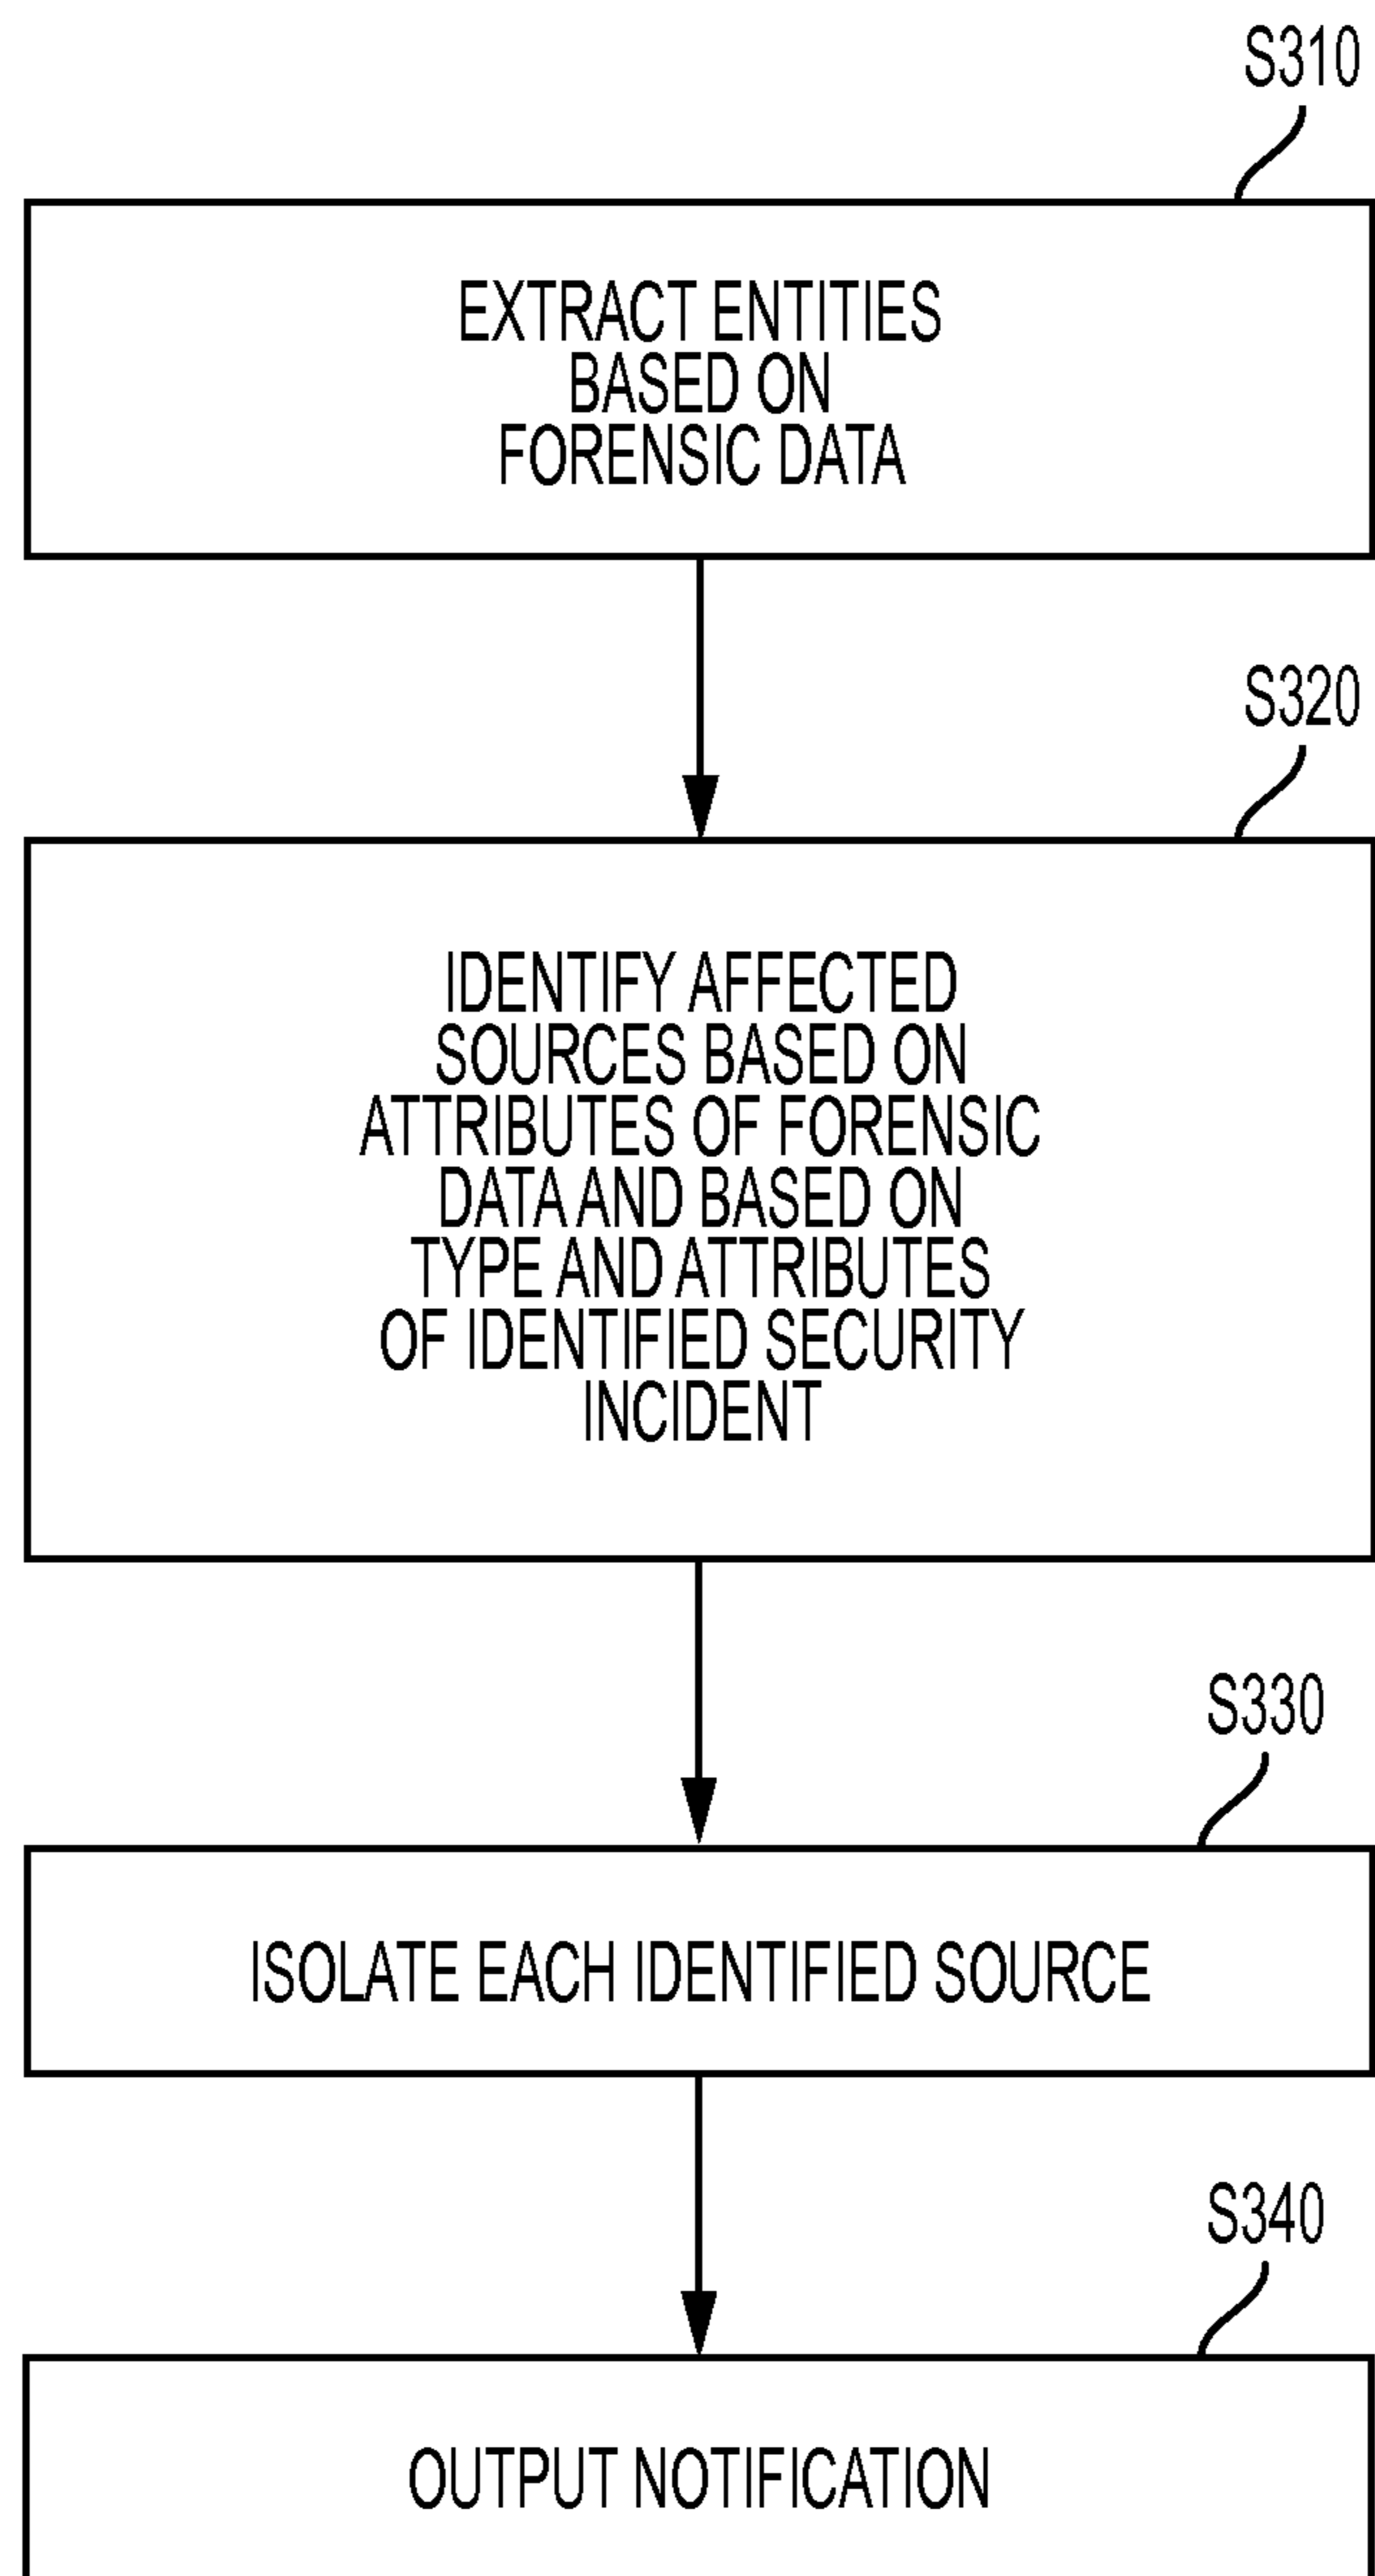 S310
EXTRACT ENTITIES
BASED ON
FORENSIC DATA
S320
IDENTIFY AFFECTED
SOURCES BASED ON
ATTRIBUTES OF FORENSIC
DATA AND BASED ON
TYPE AND ATTRIBUTES
OF IDENTIFIED SECURITY
INCIDENT
S330
ISOLATE EACH IDENTIFIED SOURCE
S340
OUTPUT NOTIFICATION